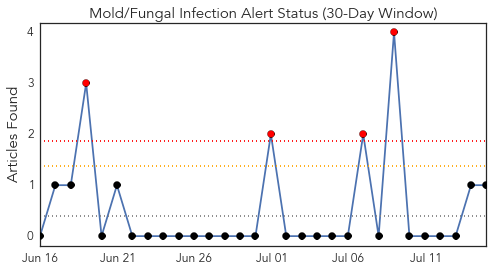 Mold/Fungal Infection Alert Status (30-Day Window)
Articles Found
4
3
2
1
0
Jun 16 Jun 21 Jun 26 Jul 01 Jul 06 Jul 11